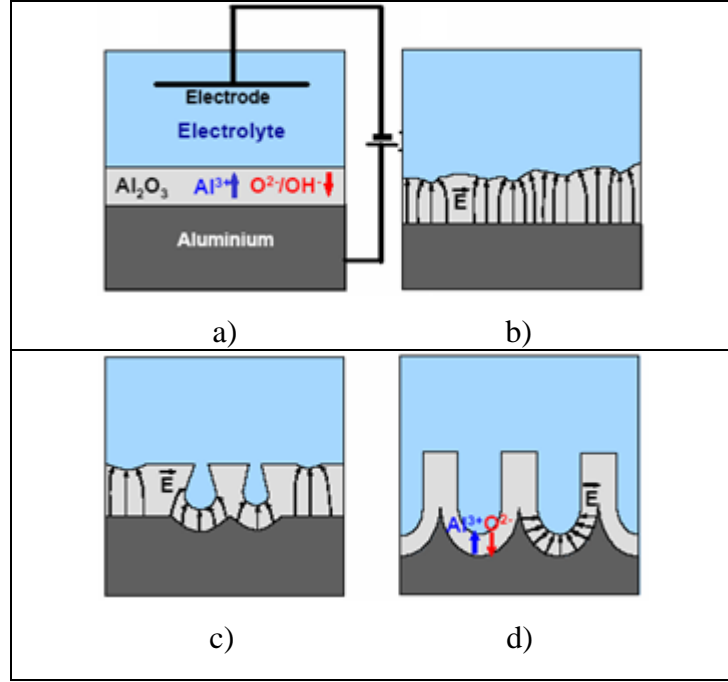 Electrode
Electrolyte
Al₂O₃ Al³⁺ O²⁻/OH⁻
Aluminium
a)
E⃗
b)
E⃗
c)
Al³⁺O²⁻ E⃗
d)